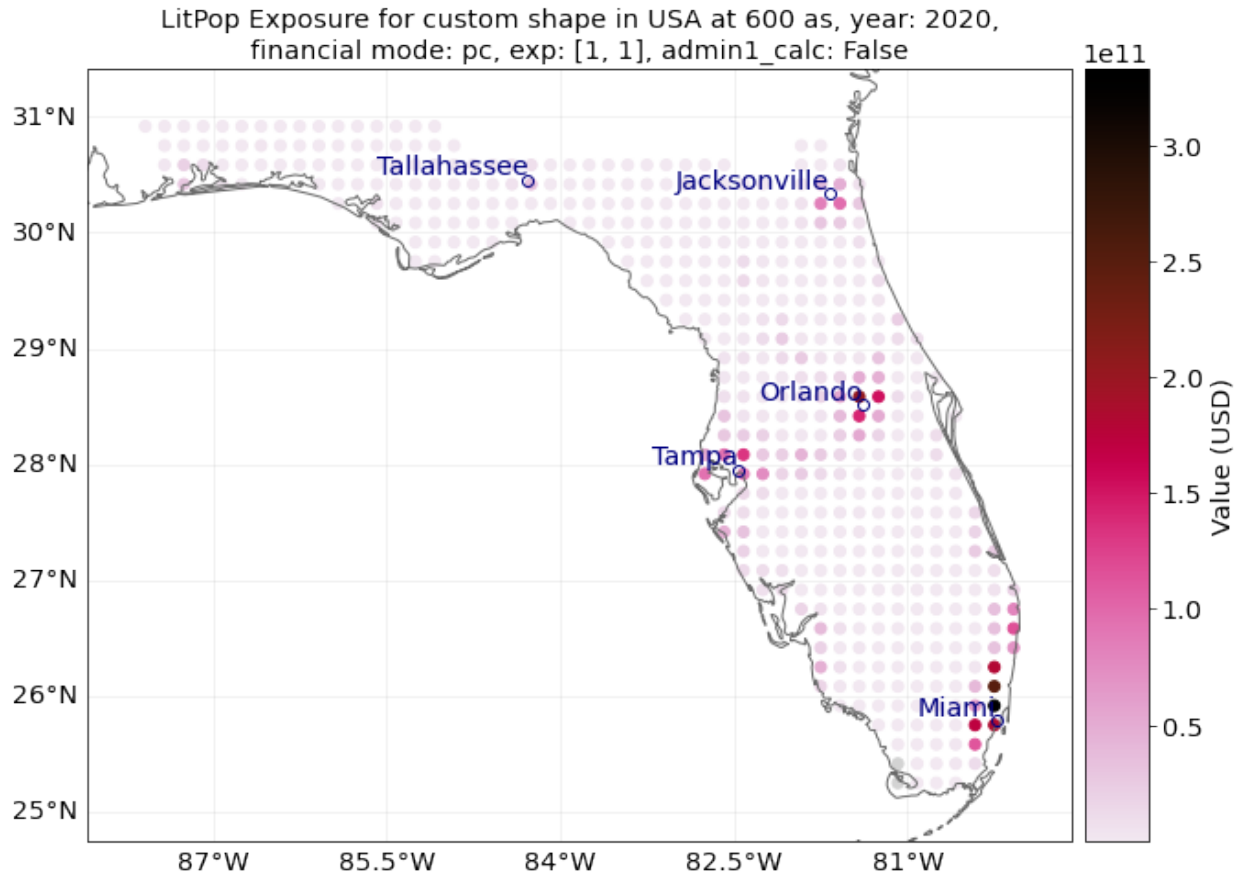 LitPop Exposure for custom shape in USA at 600 as, year: 2020,
financial mode: pc, exp: [1, 1], admin1_calc: False
1e11
31°N
30°N
29°N
28°N
27°N
26°N
25°N
Tallahassee
Jacksonville
Orlando
Tampa
Miami
87°W
85.5°W
84°W
82.5°W
81°W
3.0
2.5
2.0
1.5
1.0
0.5
Value (USD)